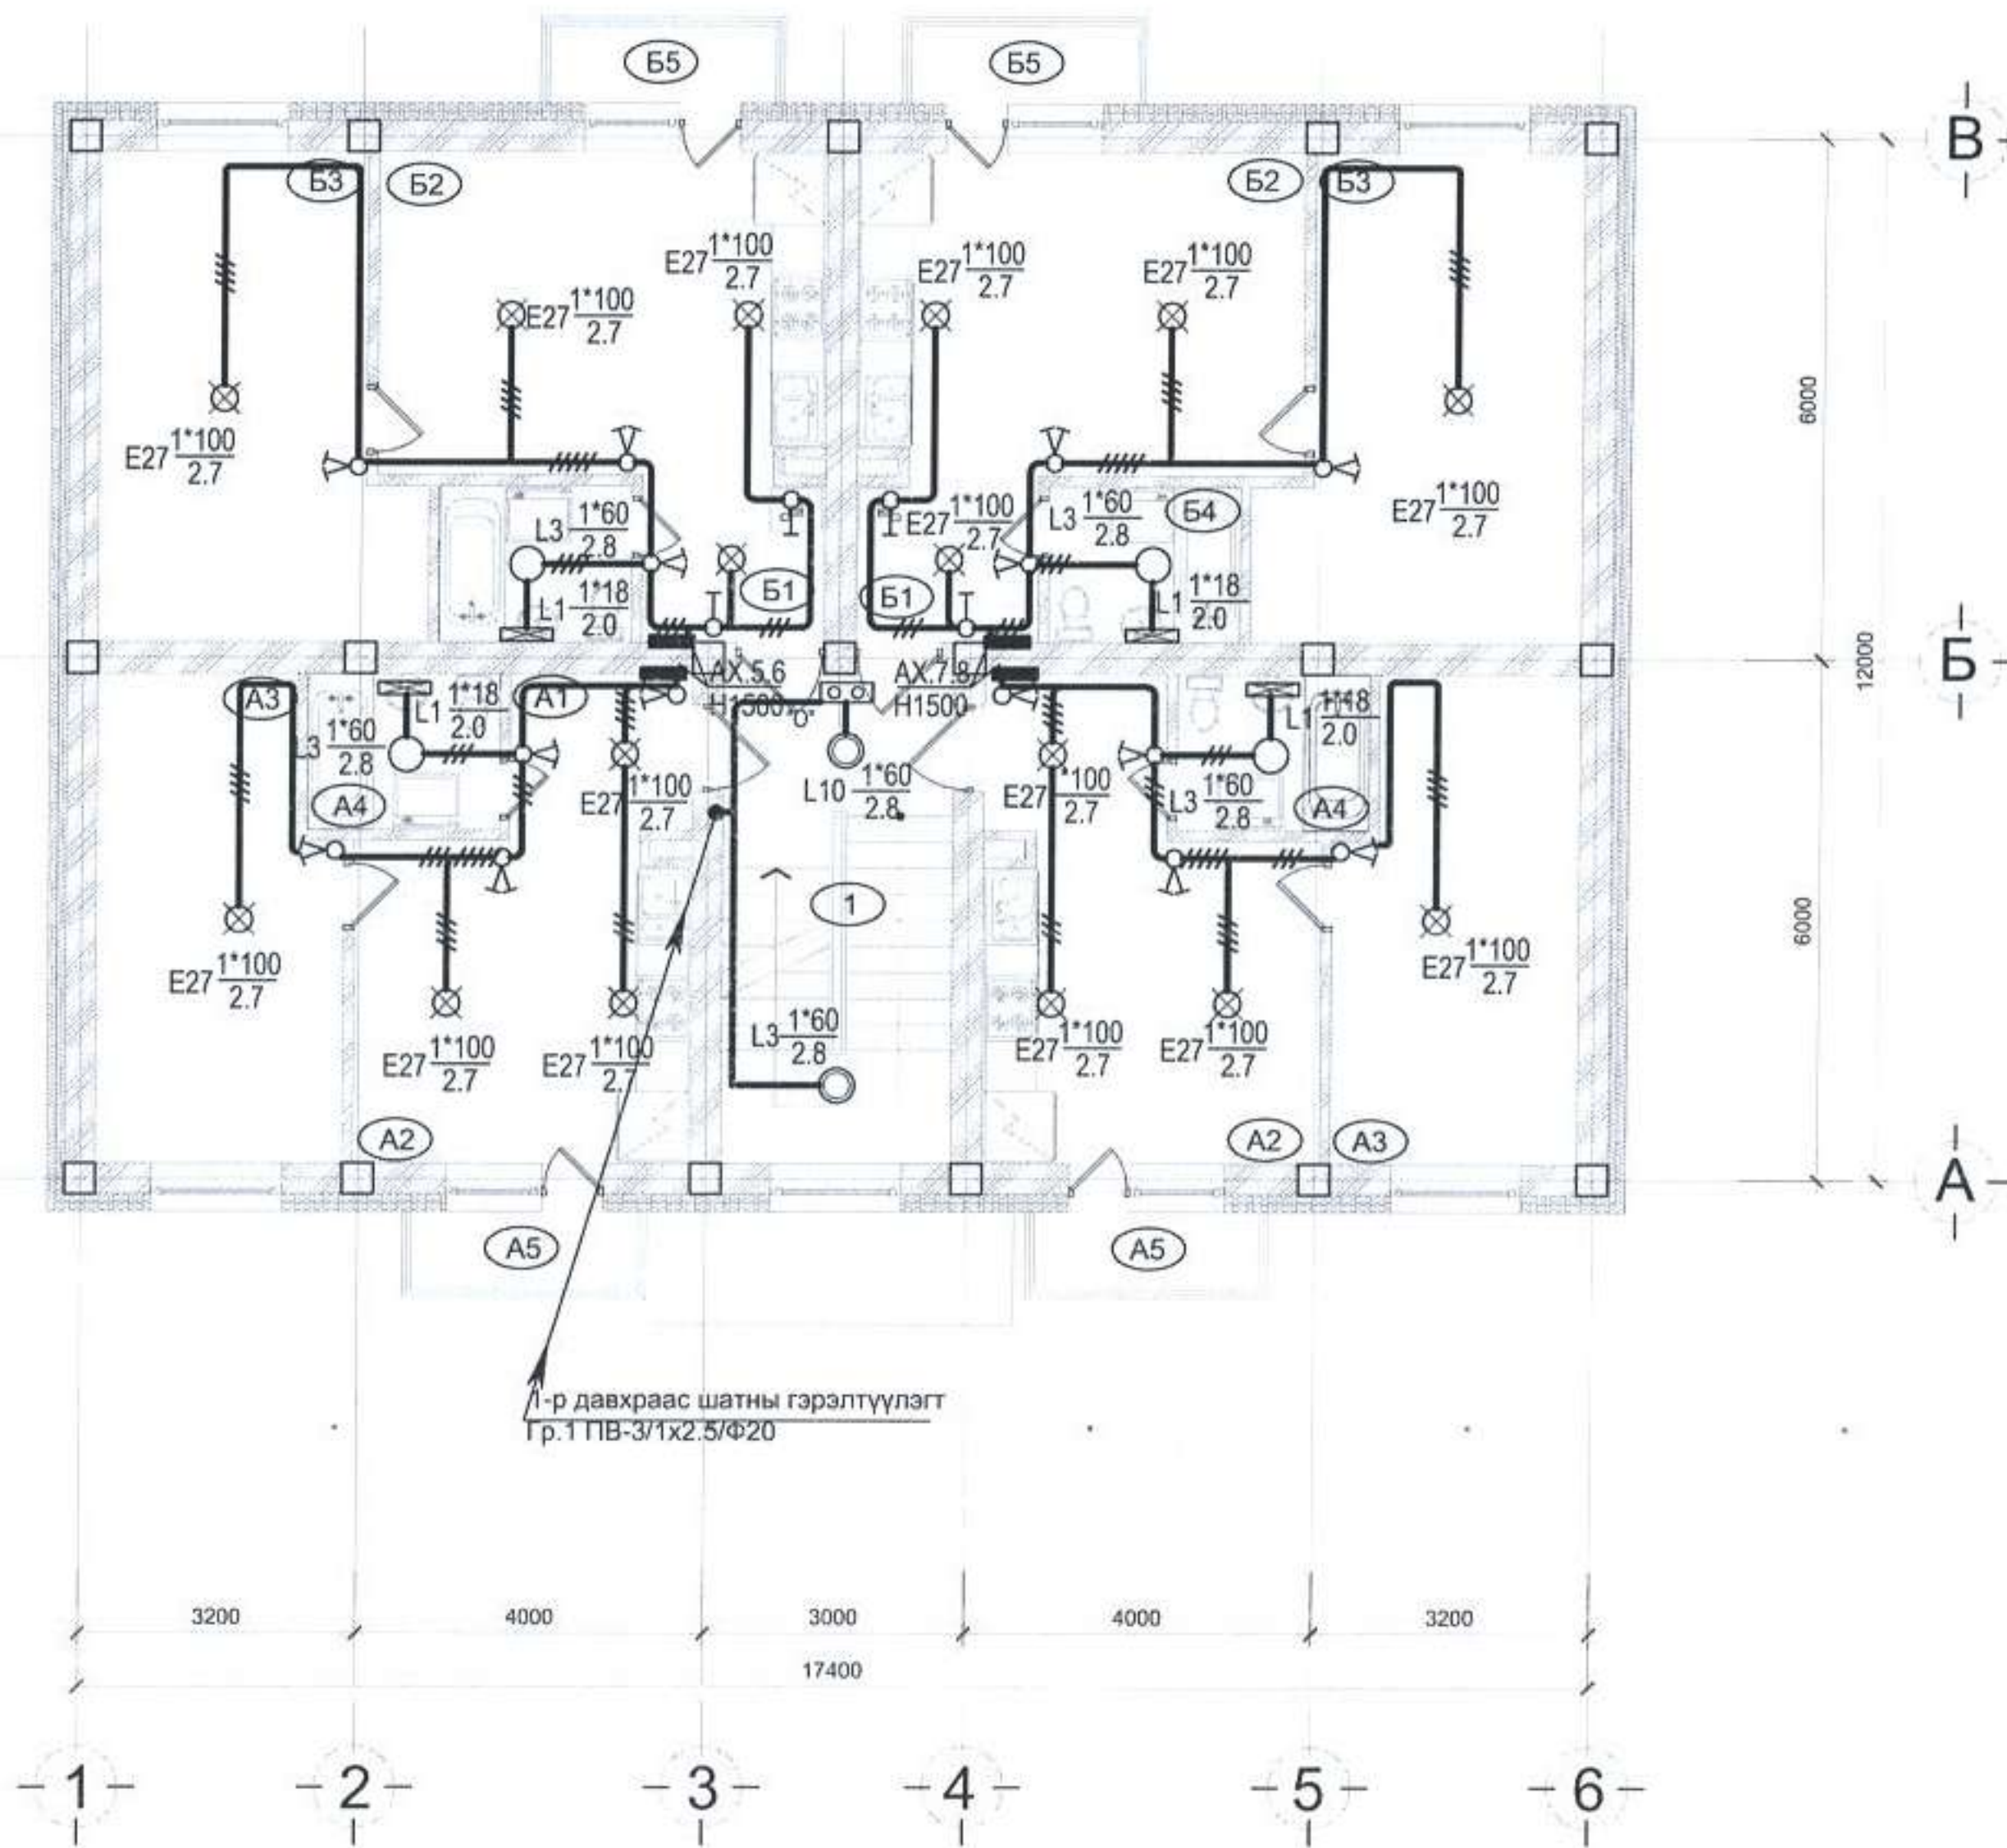 Б5
Б5
В
Б3
Б2
Б2
Б3
E27 1*100
2.7
E27 1*100
2.7
E27 1*100
2.7
E27 1*100
2.7
E27 1*100
2.7
E27 1*100
2.7
E27 1*100
2.7
L3 1*60
2.8
E27 1*100
2.7
L3 1*60
2.8
Б4
L1 1*18
2.0
Б1
Б1
L1 1*18
2.0
6000
12000
Б
АХ.5.6
Н1500
АХ.7.8
Н1500
"0"
А3
L1 1*18
2.0
А1
L1 1*18
2.0
L3 1*60
2.8
А4
E27 1*100
2.7
L10 1*60
2.8
E27 *100
2.7
L3 1*60
2.8
А4
1
6000
E27 1*100
2.7
E27 1*100
2.7
E27 1*100
2.7
E27 1*100
2.7
L3 1*60
2.8
E27 1*100
2.7
E27 1*100
2.7
А2
А2
А3
А
А5
А5
1-р давхраас шатны гэрэлтүүлэгт
Гр.1 ПВ-3/1х2.5/Ф20
3200
4000
3000
4000
3200
17400
1
2
3
4
5
6